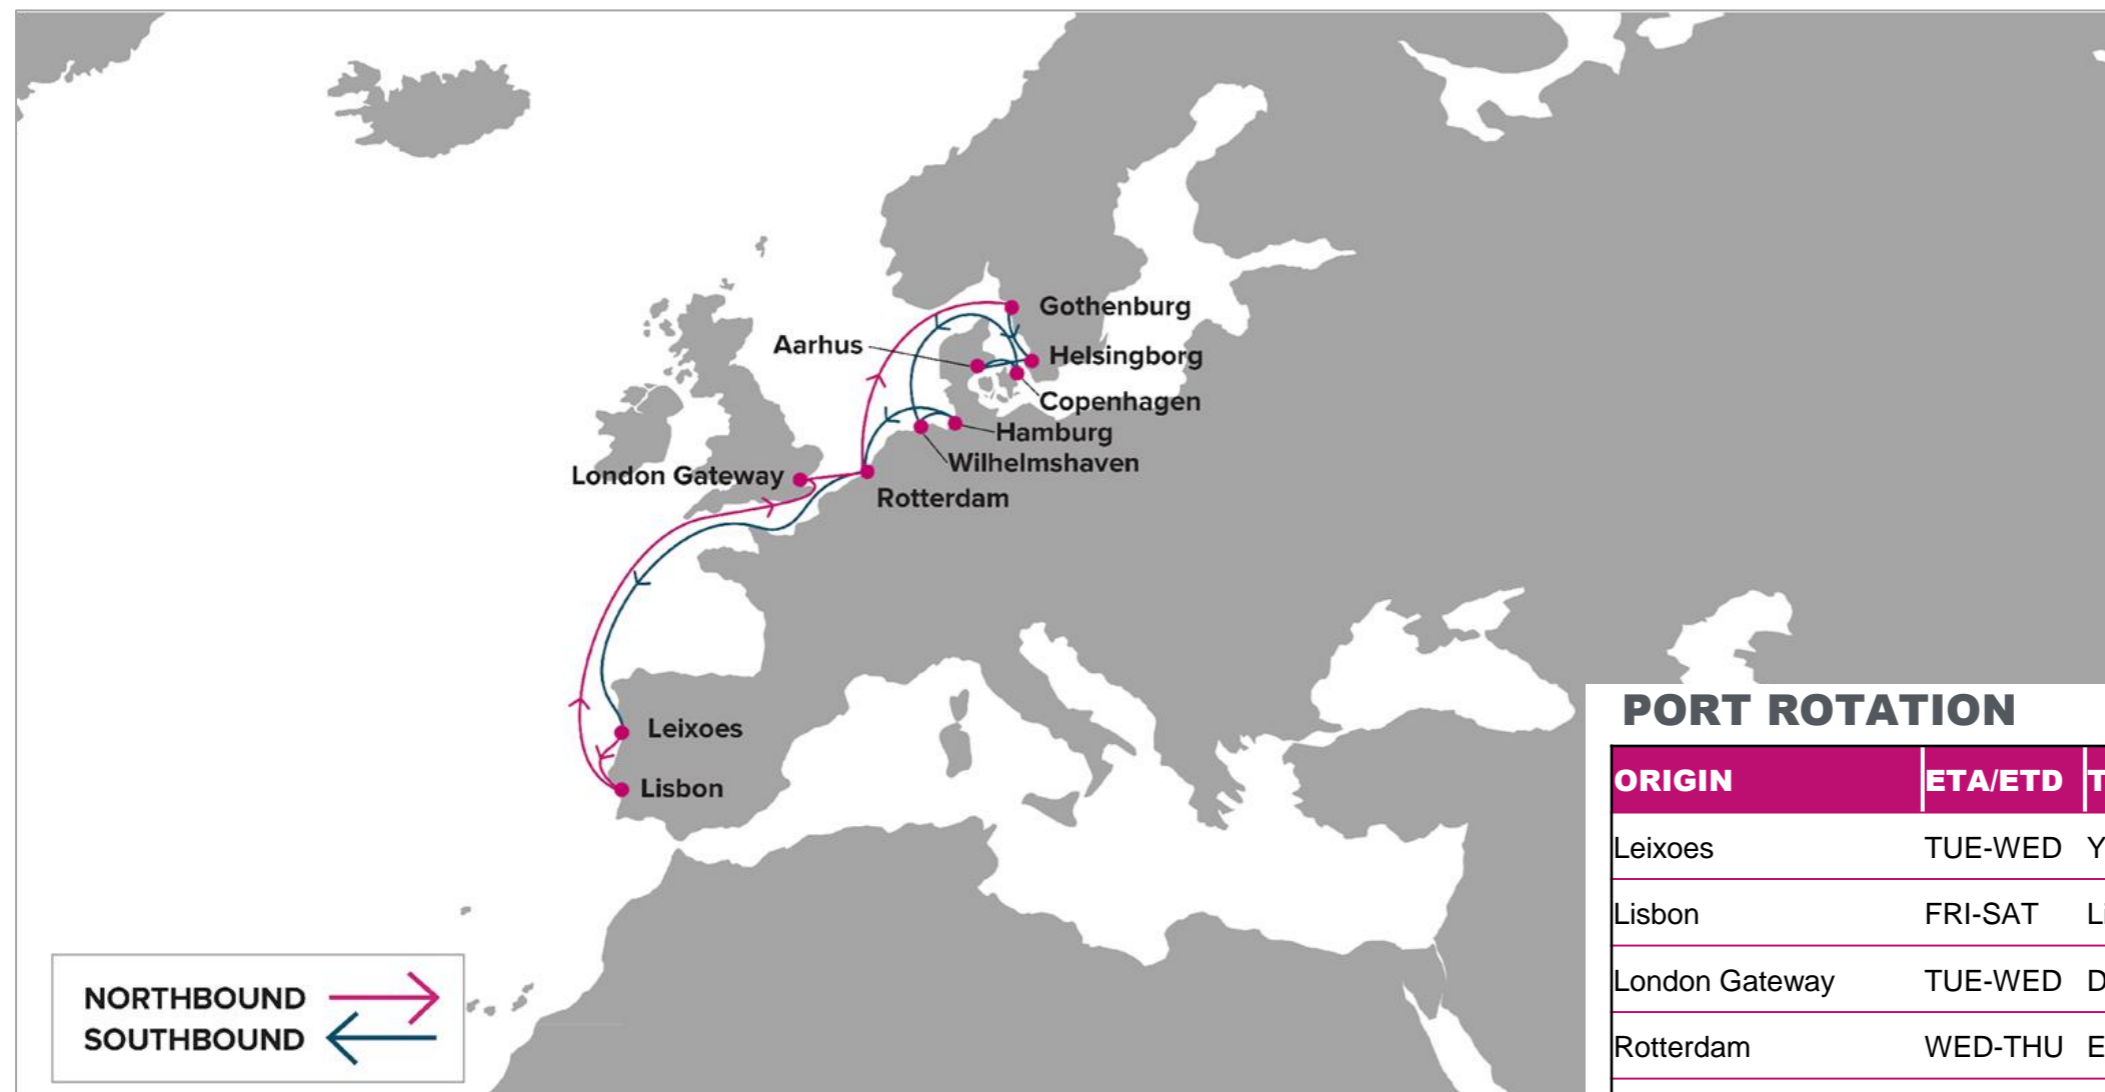 Gothenburg
Aarhus
Helsingborg
Copenhagen
Hamburg
Wilhelmshaven
London Gateway
Rotterdam
Leixoes
Lisbon
NORTHBOUND
SOUTHBOUND
PORT ROTATION
ORIGIN ETA/ETD
Leixoes TUE-WED
Lisbon FRI-SAT
London Gateway TUE-WED
Rotterdam WED-THU